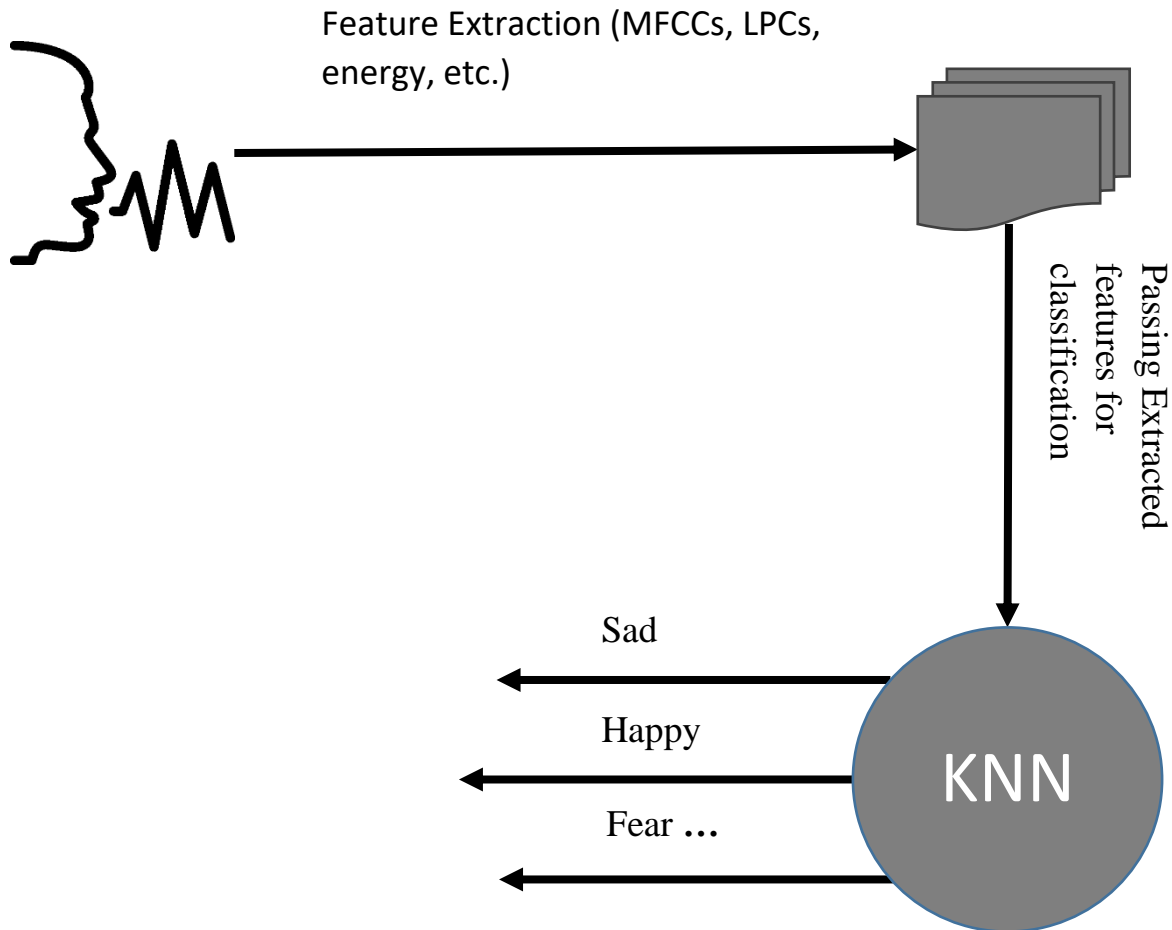 Feature Extraction (MFCCs, LPCs,
energy, etc.)
Passing Extracted
features for
classification
Sad
Happy
Fear ...
KNN